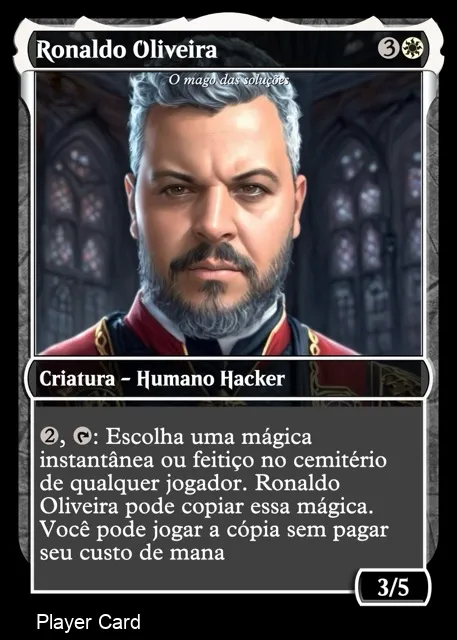 Ronaldo Oliveira 3
O mago das soluções
Criatura - Humano Hacker
2, : Escolha uma mágica
instantânea ou feitiço no cemitério
de qualquer jogador. Ronaldo
Oliveira pode copiar essa mágica.
Você pode jogar a cópia sem pagar
seu custo de mana
3/5
Player Card